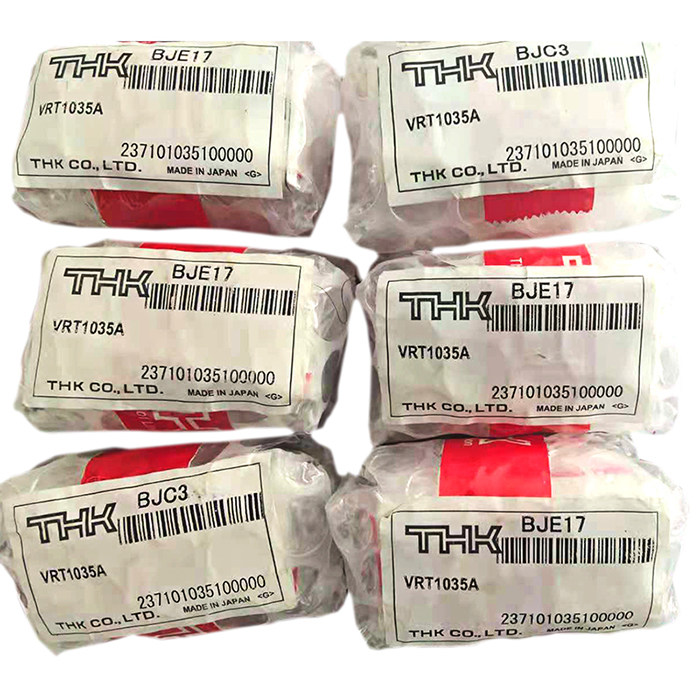 THK BJE17
VRT1035A
237101035100000
THK CO., LTD. MADE IN JAPAN <G>
THK BJC3
VRT1035A
237101035100000
THK CO., LTD. MADE IN JAPAN <G>
THK BJE17
VRT1035A
237101035100000
THK CO., LTD. MADE IN JAPAN <G>
THK BJE17
VRT1035A
237101035100000
THK CO., LTD. MADE IN JAPAN <G>
THK BJC3
VRT1035A
237101035100000
THK CO., LTD. MADE IN JAPAN <G>
THK BJE17
VRT1035A
237101035100000
THK CO., LTD. MADE IN JAPAN <G>